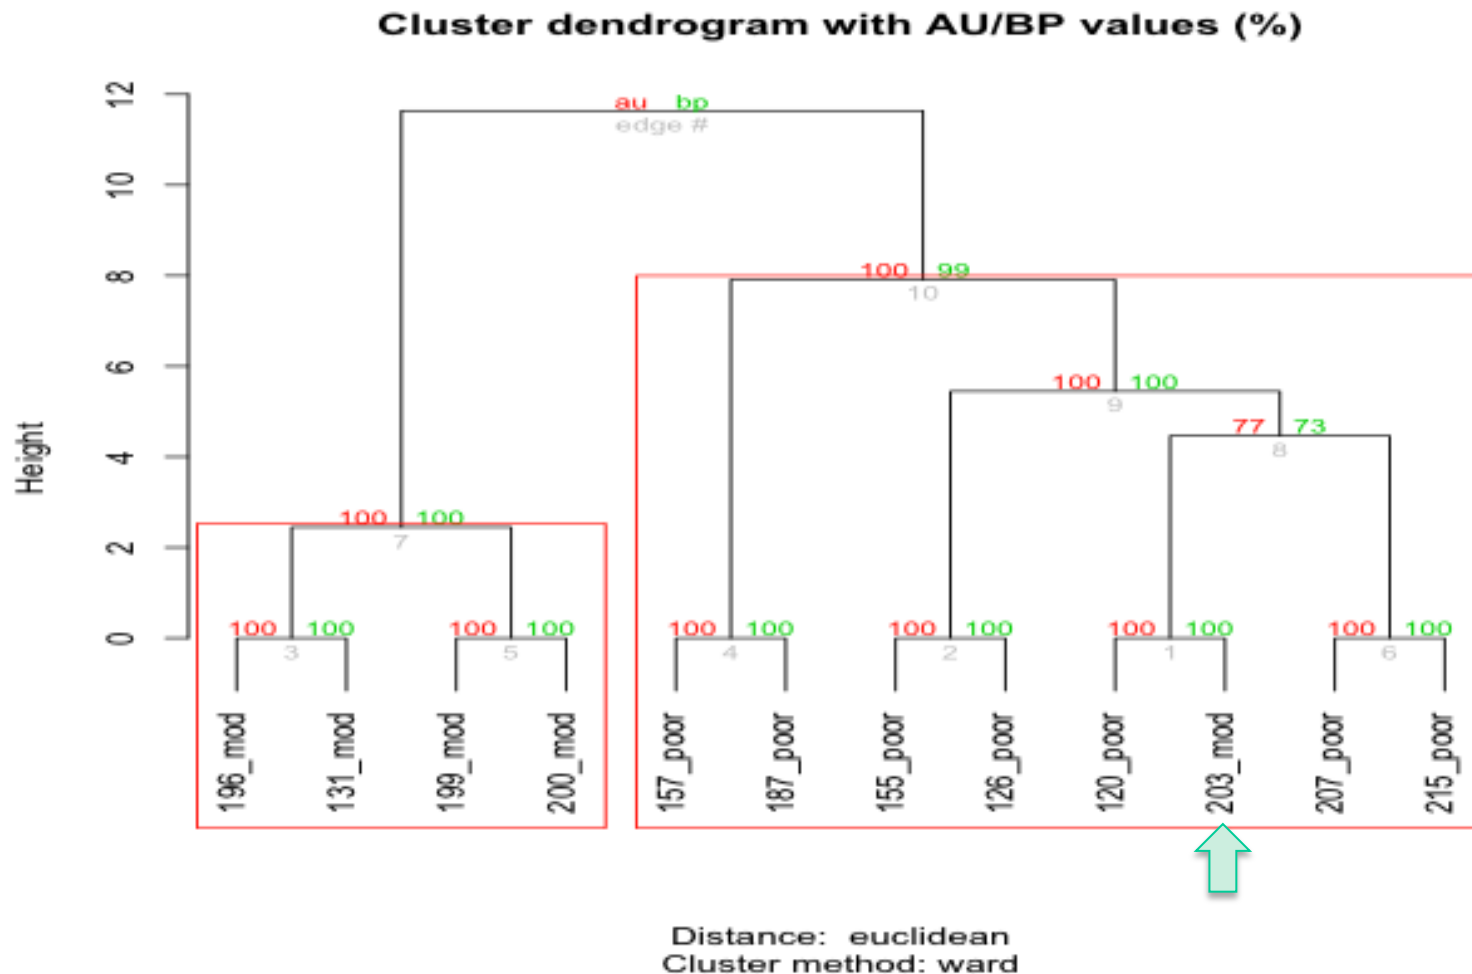 Cluster dendrogram with AU/BP values (%)
12
au bp
edge #
10
8
100 99
10
6
100 100
9
77 73
8
Height
4
100 100
7
2
0
100 100 100 100 100 100 100 100 100 100 100 100
3 5 4 2 1 6
196_mod
131_mod
199_mod
200_mod
157_poor
187_poor
155_poor
126_poor
120_poor
203_mod
207_poor
215_poor
Distance: euclidean
Cluster method: ward